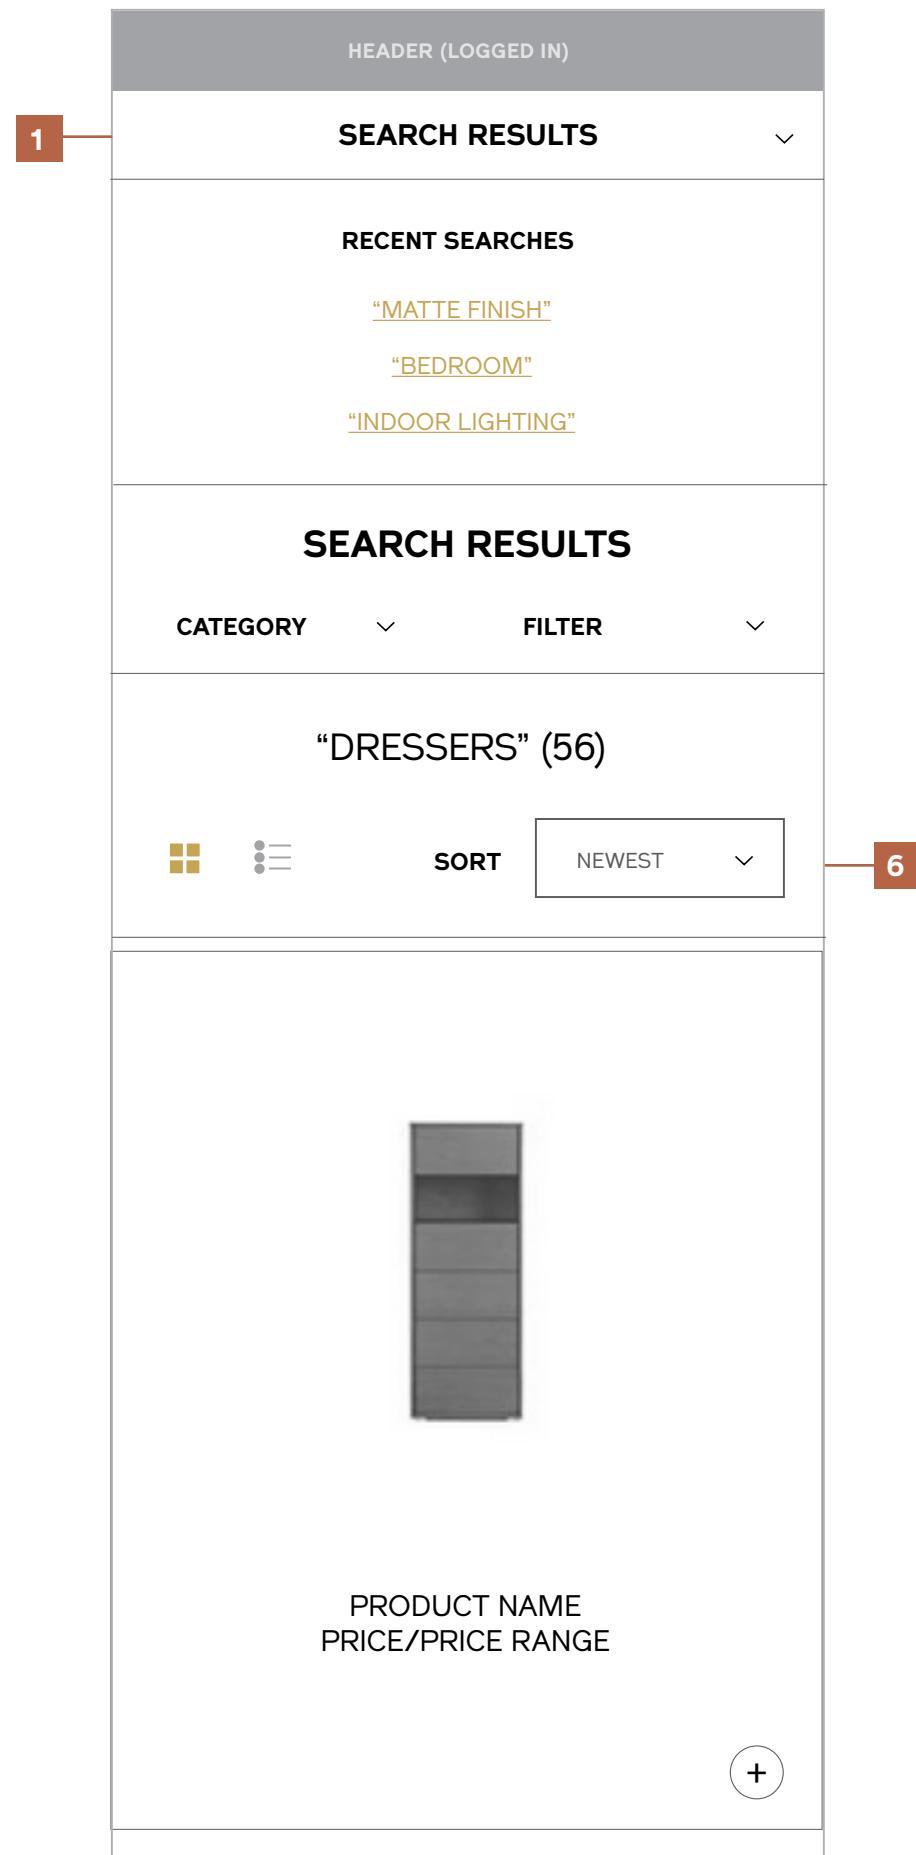 HEADER (LOGGED IN)
1
SEARCH RESULTS
RECENT SEARCHES
“MATTE FINISH”
“BEDROOM”
“INDOOR LIGHTING”
SEARCH RESULTS
CATEGORY FILTER
“DRESSERS” (56)
SORT NEWEST
6
PRODUCT NAME
PRICE/PRICE RANGE
+